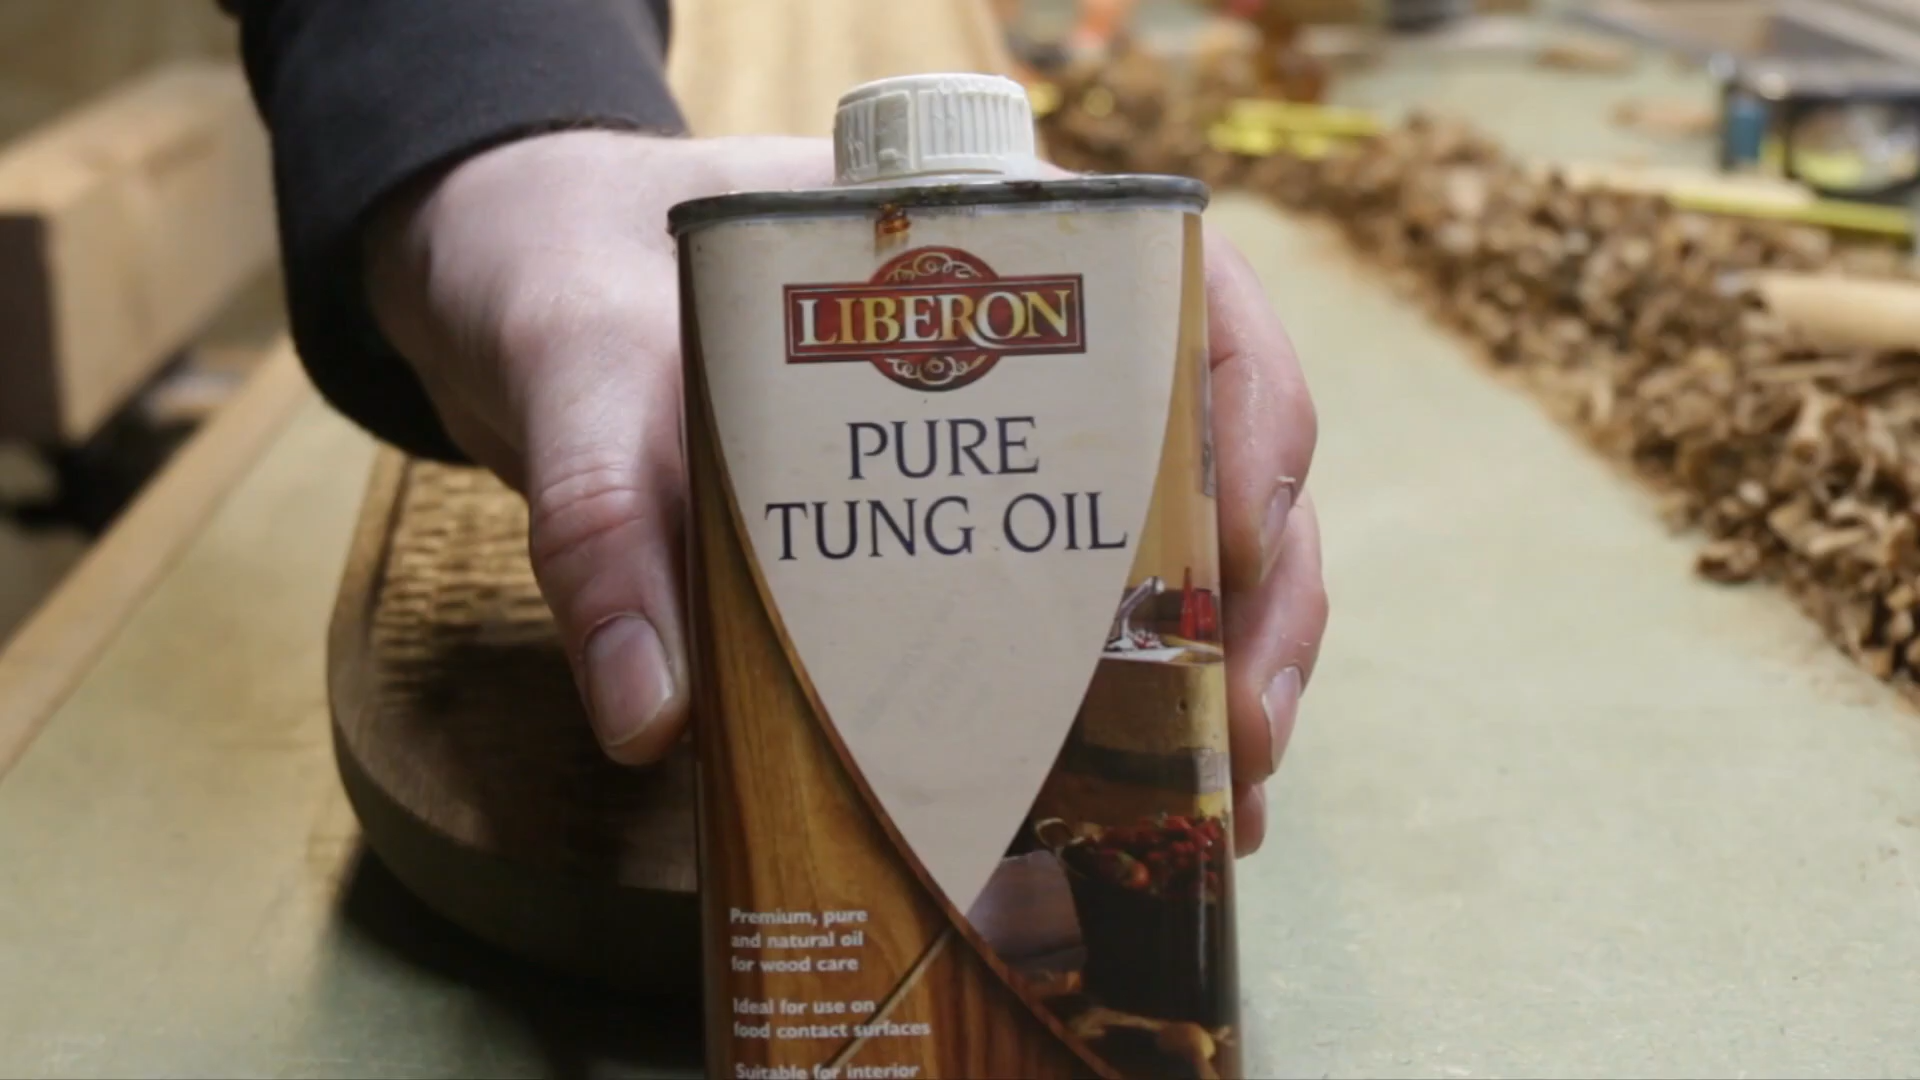 LIBERON
PURE
TUNG OIL
Premium, pure
and natural oil
for wood care
Ideal for use on
food contact surfaces
Suitable for interior